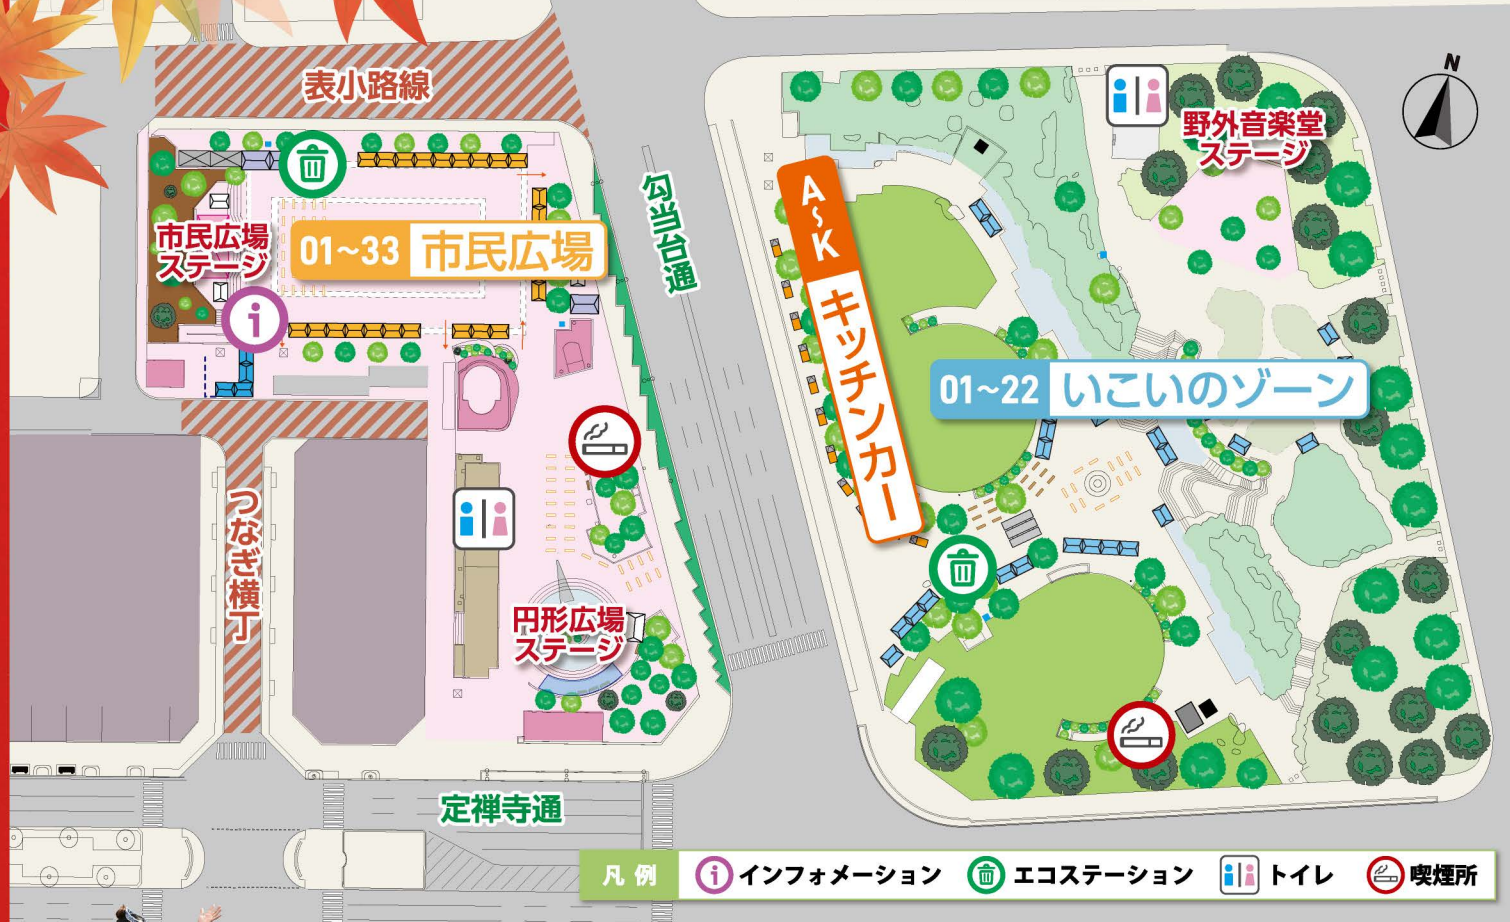 表小路線
N
野外音楽堂
ステージ
A~K
キッチンカー
勾当台通
市民広場
ステージ
01~33 市民広場
i
01~22 いこいのゾーン
つなぎ横丁
円形広場
ステージ
定禅寺通
凡例
i インフォメーション
エコステーション
トイレ
喫煙所